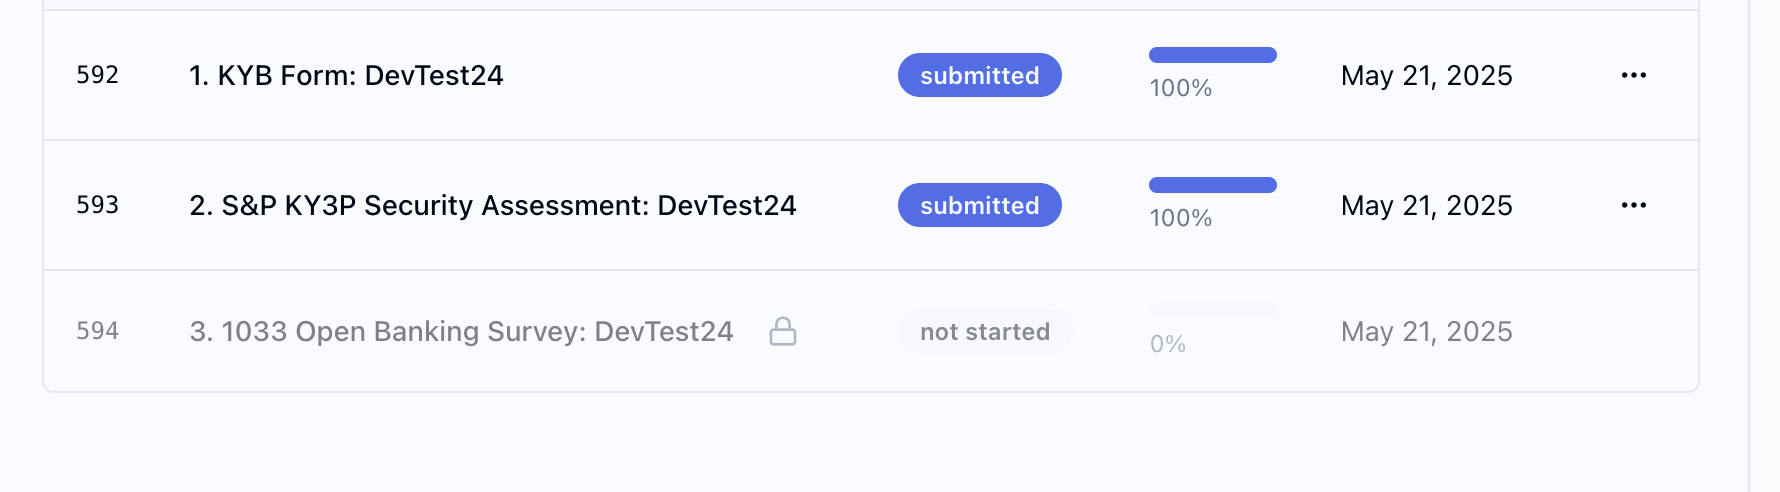 592 1. KYB Form: DevTest24 submitted 100% May 21, 2025 ...
593 2. S&P KY3P Security Assessment: DevTest24 submitted 100% May 21, 2025 ...
594 3. 1033 Open Banking Survey: DevTest24 not started 0% May 21, 2025